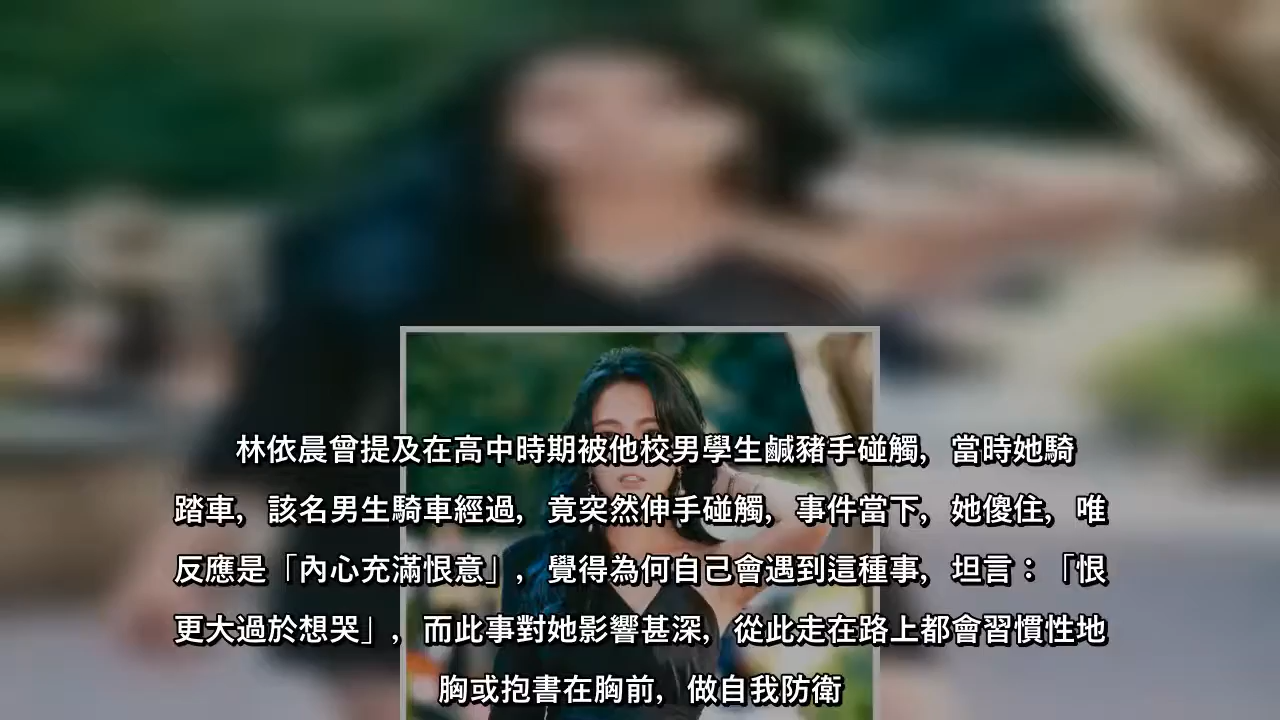 林依晨曾提及在高中時期被他校男學生鹹豬手碰觸，當時她騎
踏車，該名男生騎車經過，竟突然伸手碰觸，事件當下，她傻住，唯
反應是「內心充滿恨意」，覺得為何自己會遇到這種事，坦言：「恨
更大過於想哭」，而此事對她影響甚深，從此走在路上都會習慣性地
胸或抱書在胸前，做自我防衛